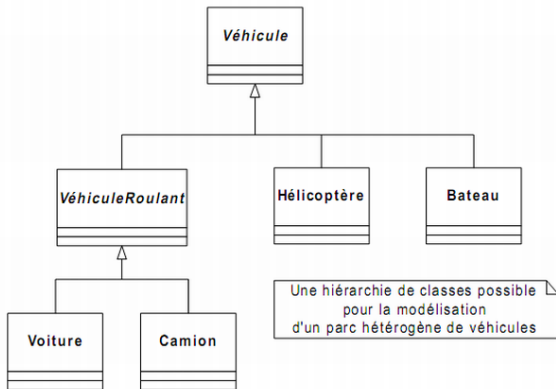 Véhicule
VéhiculeRoulant
Hélicoptère
Bateau
Voiture
Camion
Une hiérarchie de classes possible
pour la modélisation
d'un parc hétérogène de véhicules